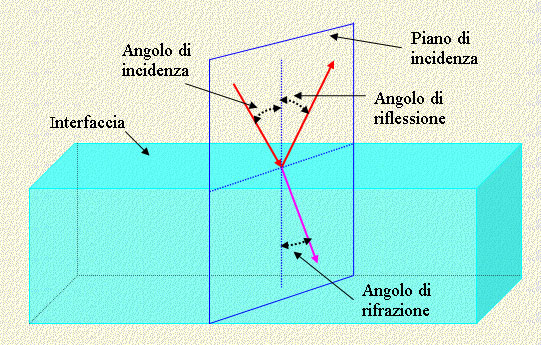 Angolo di
incidenza
Piano di
incidenza
Angolo di
riflessione
Interfaccia
Angolo di
rifrazione